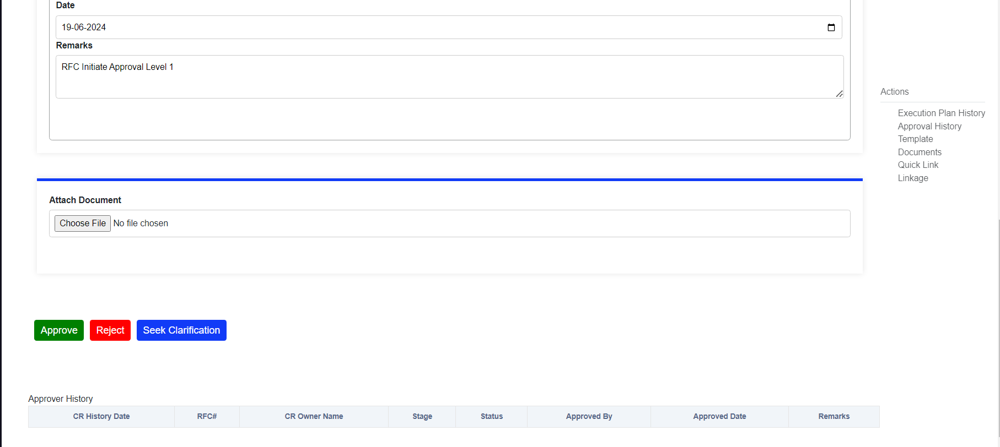 Date
19-06-2024
Remarks
RFC Initiate Approval Level 1
Actions
Execution Plan History
Approval History
Template
Documents
Quick Link
Linkage
Attach Document
Choose File No file chosen
Approve Reject Seek Clarification
Approver History
CR History Date RFC# CR Owner Name Stage Status Approved By Approved Date Remarks